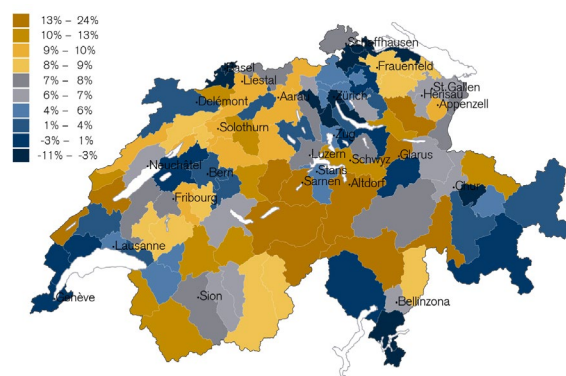 13% – 24%
10% – 13%
9% – 10%
8% – 9%
7% – 8%
6% – 7%
4% – 6%
1% – 4%
-3% – 1%
-11% – -3%
Schaffhausen
Basel
Liestal
Frauenfeld
Delémont
Aarau
Zürich
St.Gallen
Herisau
Appenzell
Solothurn
Zug
Neuchâtel
Luzern
Schwyz
Glarus
Bern
Stans
Sarnen
Altdorf
Chur
Fribourg
Lausanne
Genève
Sion
Bellinzona